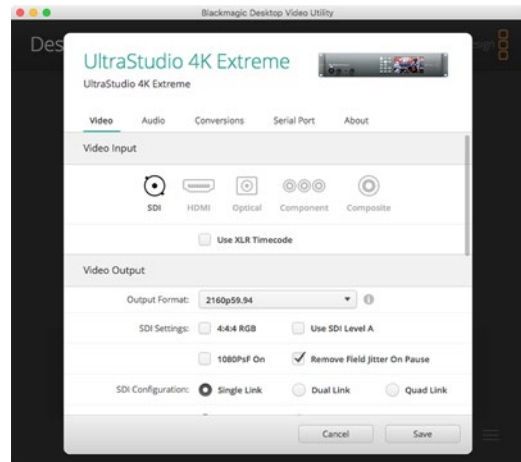 Blackmagic Desktop Video Utility
Des
sign
UltraStudio 4K Extreme
UltraStudio 4K Extreme
Video Audio Conversions Serial Port About
Video Input
SDI HDMI Optical Component Composite
Use XLR Timecode
Video Output
Output Format: 2160p59.94
SDI Settings: 4:4:4 RGB Use SDI Level A
1080PsF On Remove Field Jitter On Pause
SDI Configuration: Single Link Dual Link Quad Link
Cancel Save